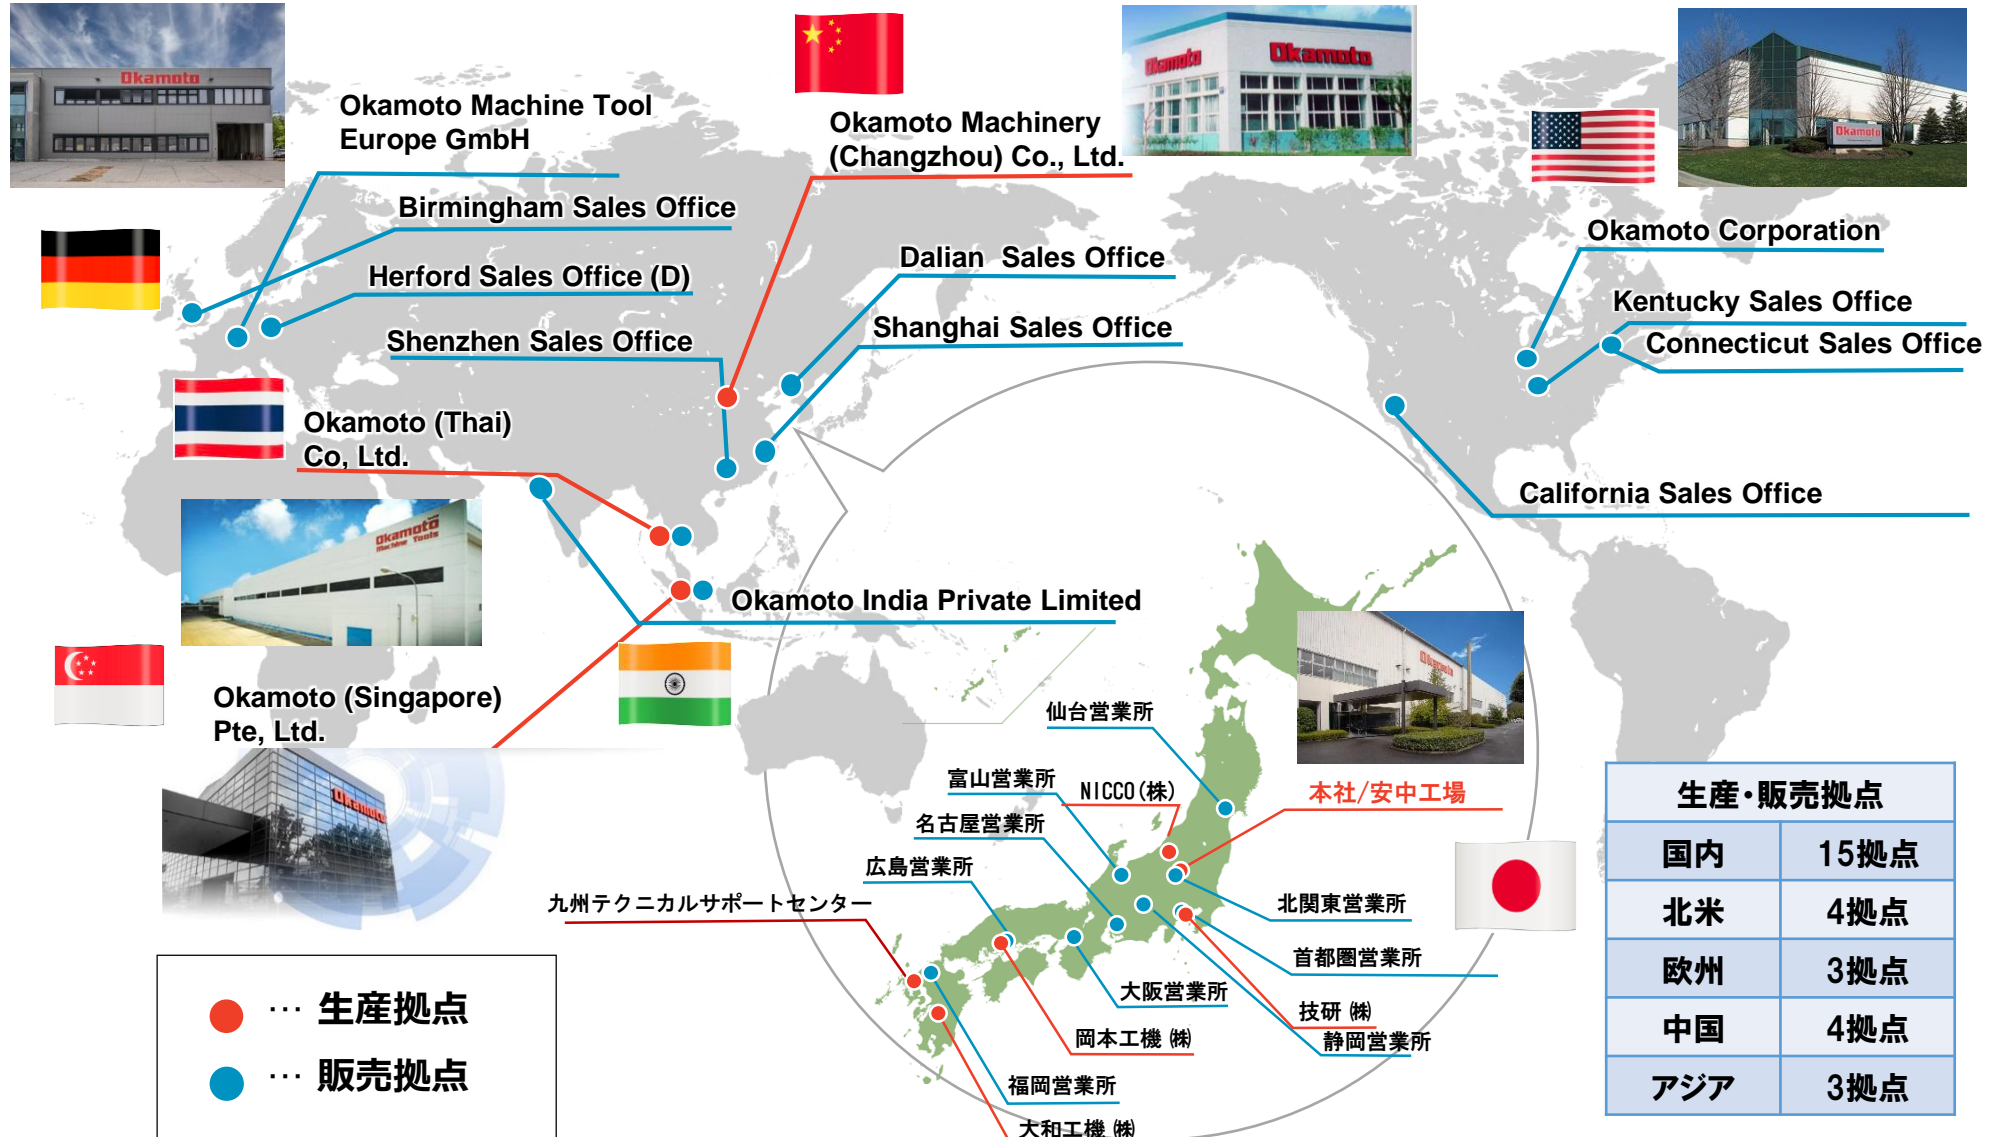 Okamoto
Okamoto Machine Tool
Europe GmbH
Birmingham Sales Office
Herford Sales Office (D)
Shenzhen Sales Office
Okamoto Machinery
(Changzhou) Co., Ltd.
Okamoto
Okamoto
Dalian Sales Office
Shanghai Sales Office
Okamoto
Okamoto Corporation
Kentucky Sales Office
Connecticut Sales Office
California Sales Office
Okamoto (Thai)
Co, Ltd.
Okamoto
Machine Tools
Okamoto India Private Limited
Okamoto (Singapore)
Pte, Ltd.
Okamoto
Okamoto
仙台営業所
富山営業所
NICCO(株)
本社/安中工場
名古屋営業所
広島営業所
九州テクニカルサポートセンター
北関東営業所
首都圏営業所
大阪営業所
技研 ㈱
岡本工機 ㈱
静岡営業所
福岡営業所
大和工機 ㈱
… 生産拠点
… 販売拠点
生産・販売拠点
国内 15拠点
北米 4拠点
欧州 3拠点
中国 4拠点
アジア 3拠点